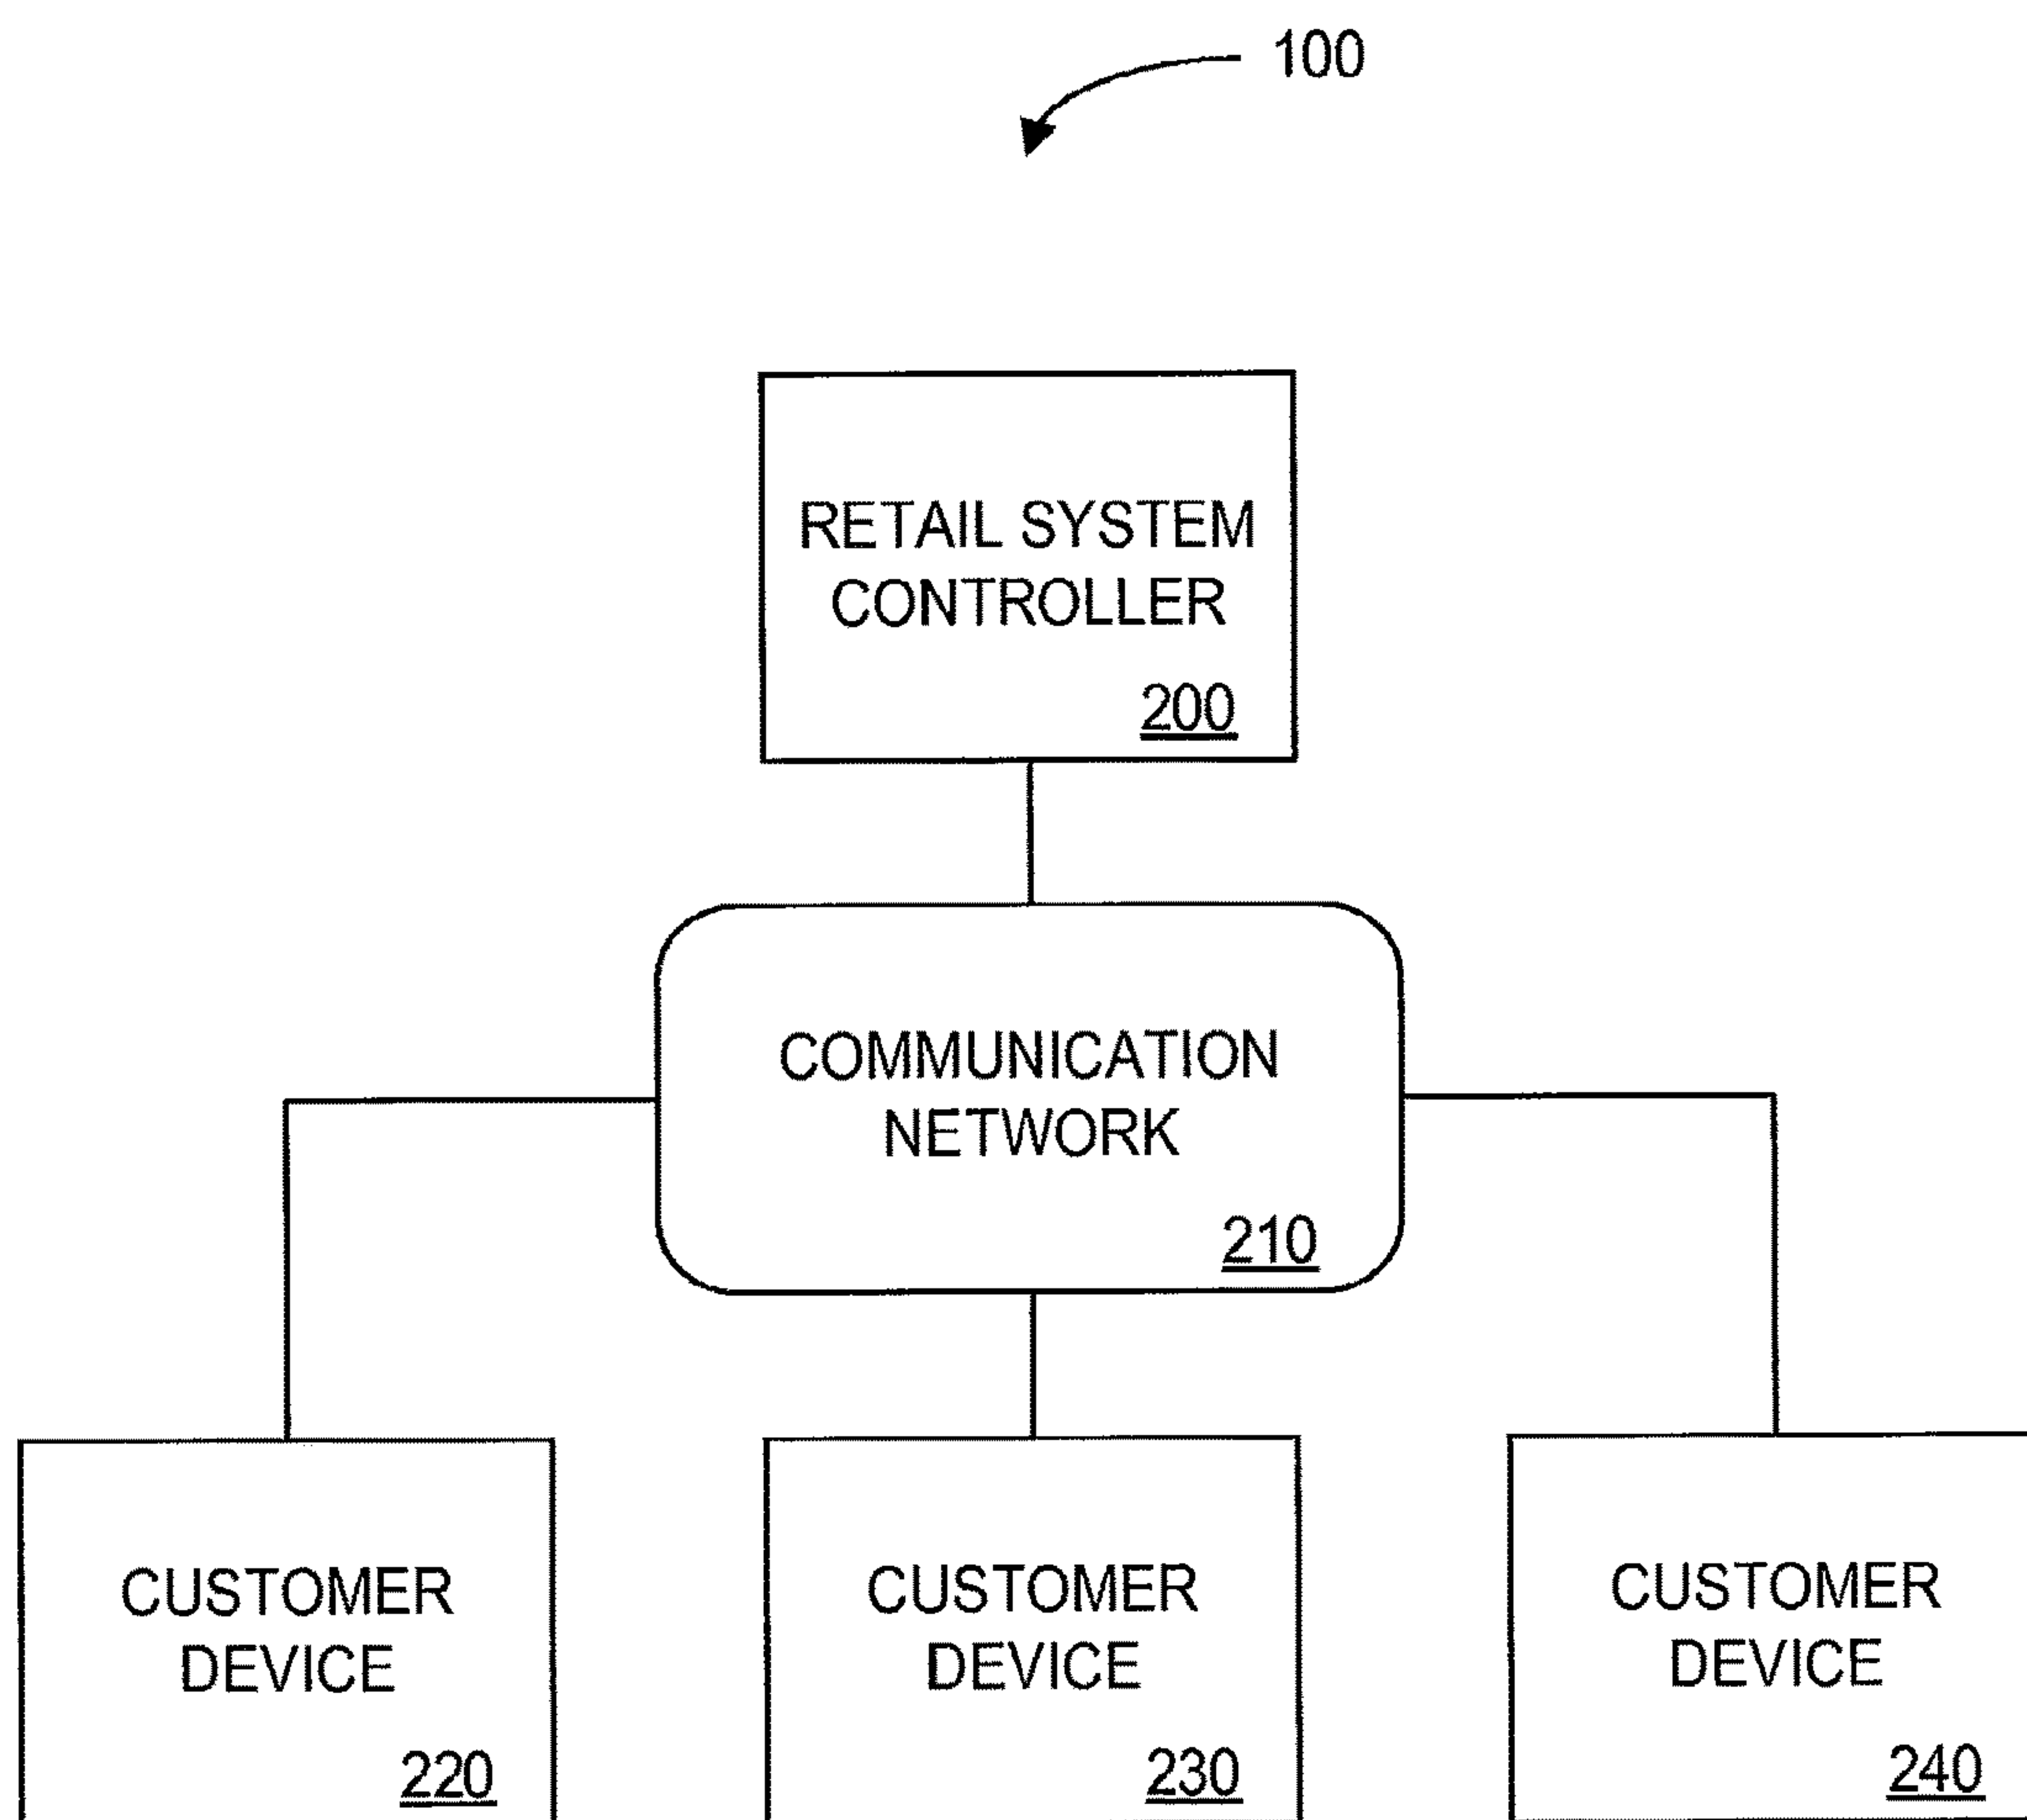 100
RETAIL SYSTEM
CONTROLLER
200
COMMUNICATION
NETWORK
210
CUSTOMER
DEVICE
220
CUSTOMER
DEVICE
230
CUSTOMER
DEVICE
240